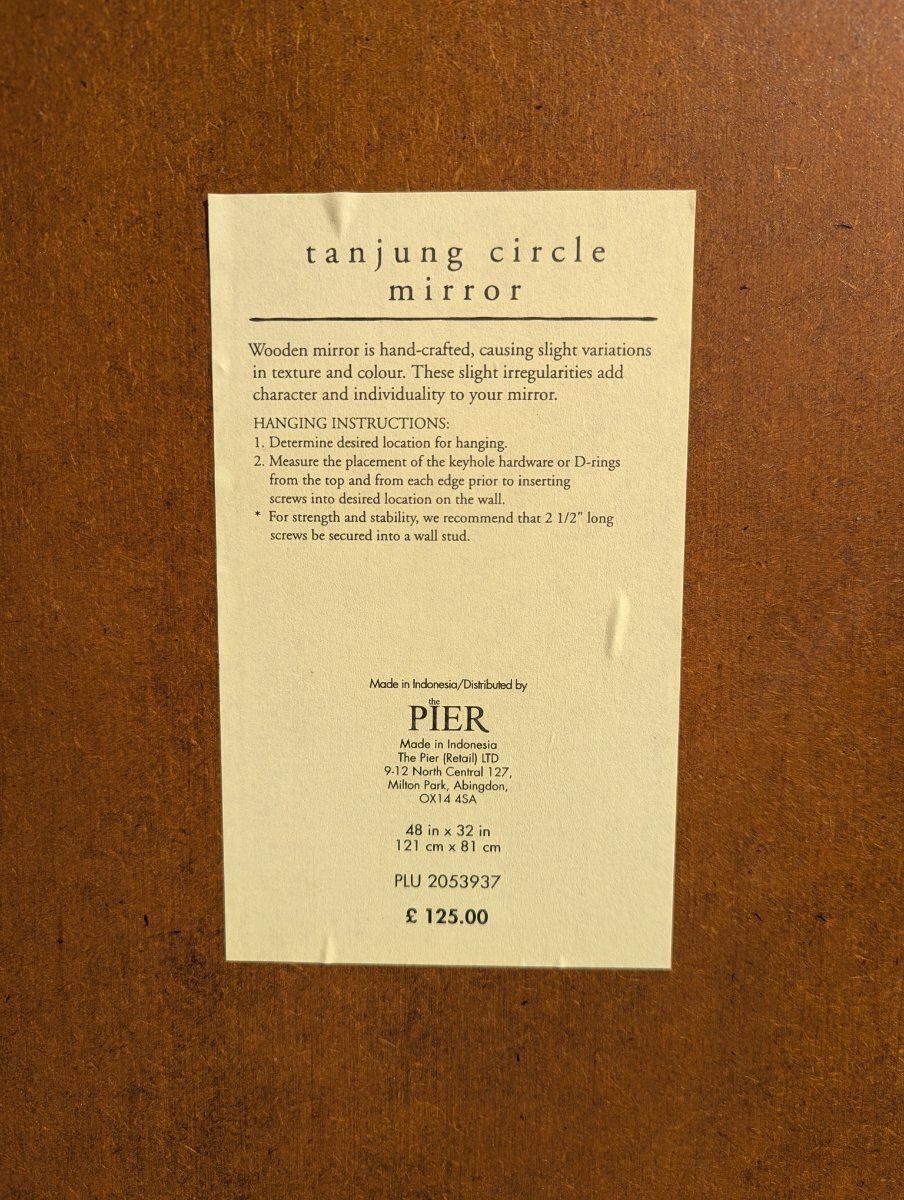 tanjung circle
mirror
Wooden mirror is hand-crafted, causing slight variations
in texture and colour. These slight irregularities add
character and individuality to your mirror.
HANGING INSTRUCTIONS:
1. Determine desired location for hanging.
2. Measure the placement of the keyhole hardware or D-rings
from the top and from each edge prior to inserting
screws into desired location on the wall.
* For strength and stability, we recommend that 2 1/2" long
screws be secured into a wall stud.
Made in Indonesia/Distributed by
the
PIER
Made in Indonesia
The Pier (Retail) LTD
9-12 North Central 127,
Milton Park, Abingdon,
OX14 4SA
48 in x 32 in
121 cm x 81 cm
PLU 2053937
£ 125.00